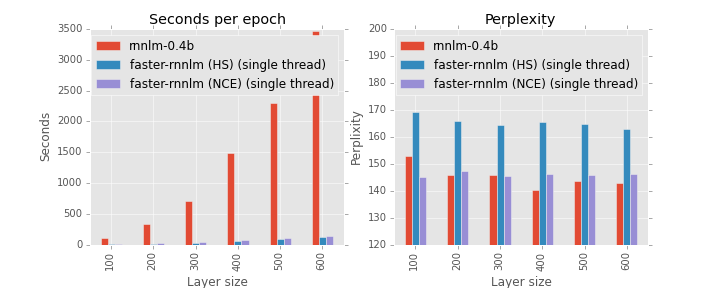 Seconds per epoch
3500
3000
2500
2000
1500
1000
500
0
Seconds
rnnlm-0.4b
faster-rnnlm (HS) (single thread)
faster-rnnlm (NCE) (single thread)
100
200
300
400
500
600
Layer size
Perplexity
200
190
180
170
160
150
140
130
120
Perplixity
rnnlm-0.4b
faster-rnnlm (HS) (single thread)
faster-rnnlm (NCE) (single thread)
100
200
300
400
500
600
Layer size